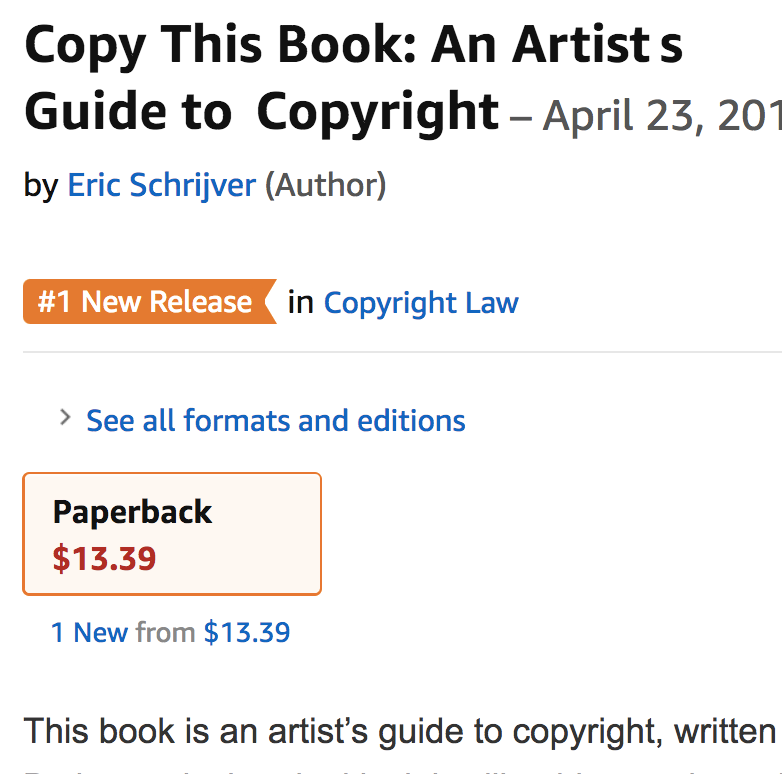 Copy This Book: An Artist s
Guide to  Copyright – April 23, 201
by Eric Schrijver (Author)
#1 New Release in Copyright Law
> See all formats and editions
Paperback
$13.39
1 New from $13.39
This book is an artist’s guide to copyright, written